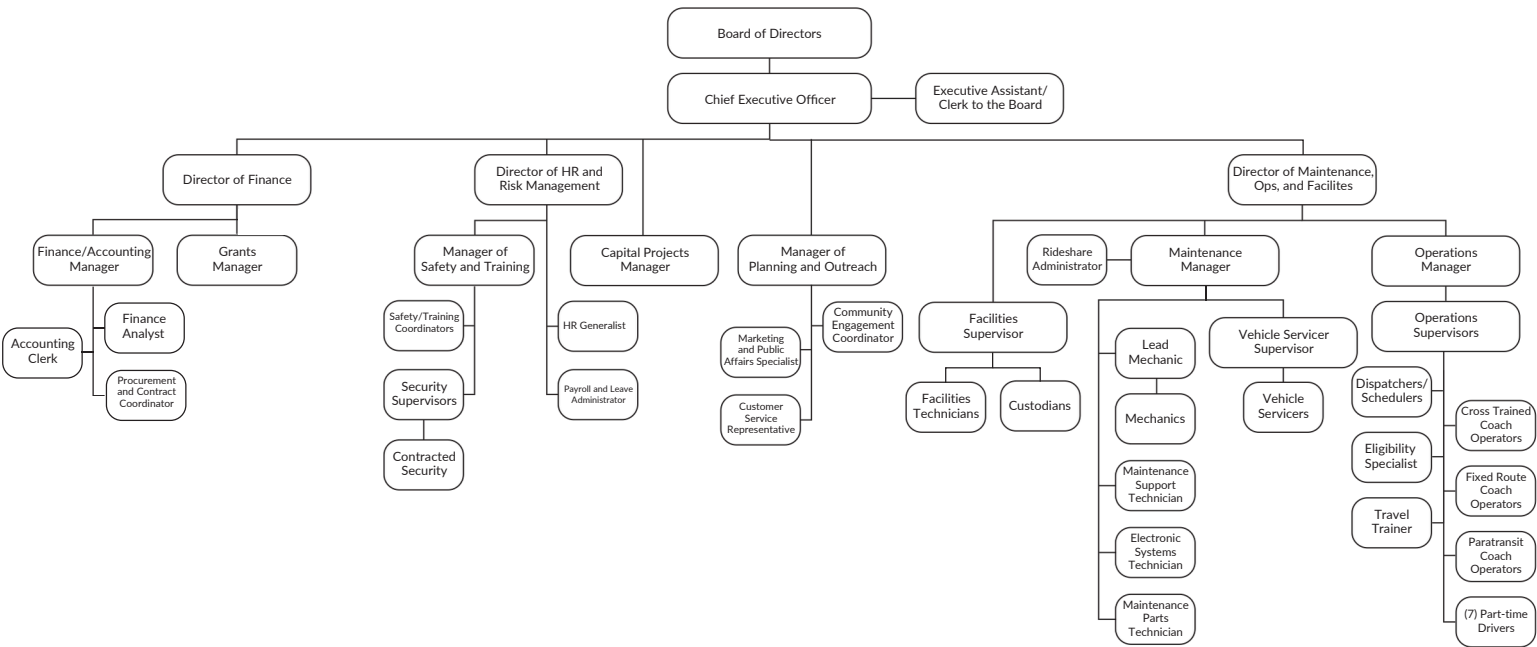 Board of Directors
Chief Executive Officer
Executive Assistant/
Clerk to the Board
Director of Finance
Director of HR and
Risk Management
Director of Maintenance,
Ops, and Facilites
Finance/Accounting
Manager
Grants
Manager
Manager of
Safety and Training
Capital Projects
Manager
Manager of
Planning and Outreach
Rideshare
Administrator
Maintenance
Manager
Operations
Manager
Accounting
Clerk
Finance
Analyst
Procurement
and Contract
Coordinator
Safety/Training
Coordinators
Security
Supervisors
Contracted
Security
HR Generalist
Payroll and Leave
Administrator
Marketing
and Public
Affairs Specialist
Community
Engagement
Coordinator
Customer
Service
Representative
Facilities
Supervisor
Facilities
Technicians
Custodians
Lead
Mechanic
Mechanics
Maintenance
Support
Technician
Electronic
Systems
Technician
Maintenance
Parts
Technician
Vehicle Servicer
Supervisor
Vehicle
Servicers
Operations
Supervisors
Dispatchers/
Schedulers
Cross Trained
Coach
Operators
Eligibility
Specialist
Fixed Route
Coach
Operators
Travel
Trainer
Paratransit
Coach
Operators
(7) Part-time
Drivers